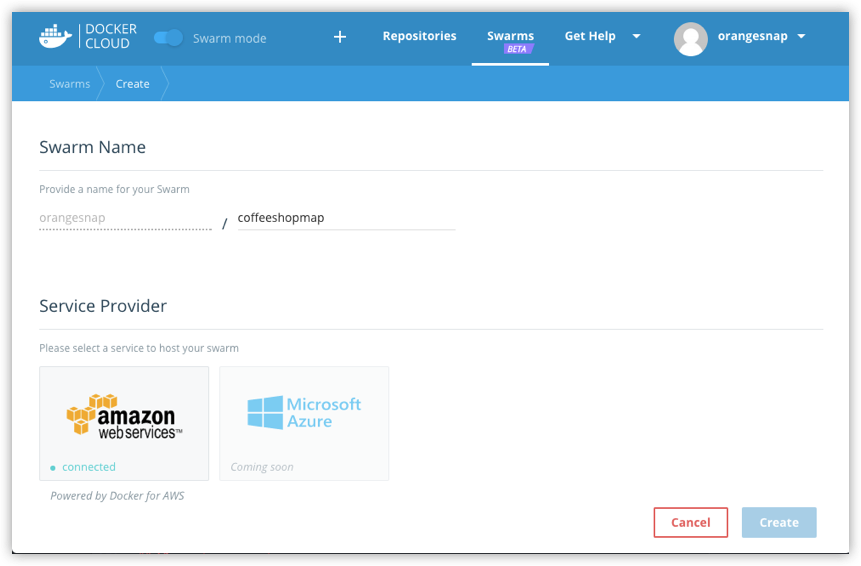 DOCKER
CLOUD
Swarm mode
+
Repositories
Swarms
BETA
Get Help
orangesnap
Swarms
Create
Swarm Name
Provide a name for your Swarm
orangesnap / coffeeshopmap
Service Provider
Please select a service to host your swarm
amazon
webservices™
connected
Microsoft
Azure
Coming soon
Powered by Docker for AWS
Cancel
Create